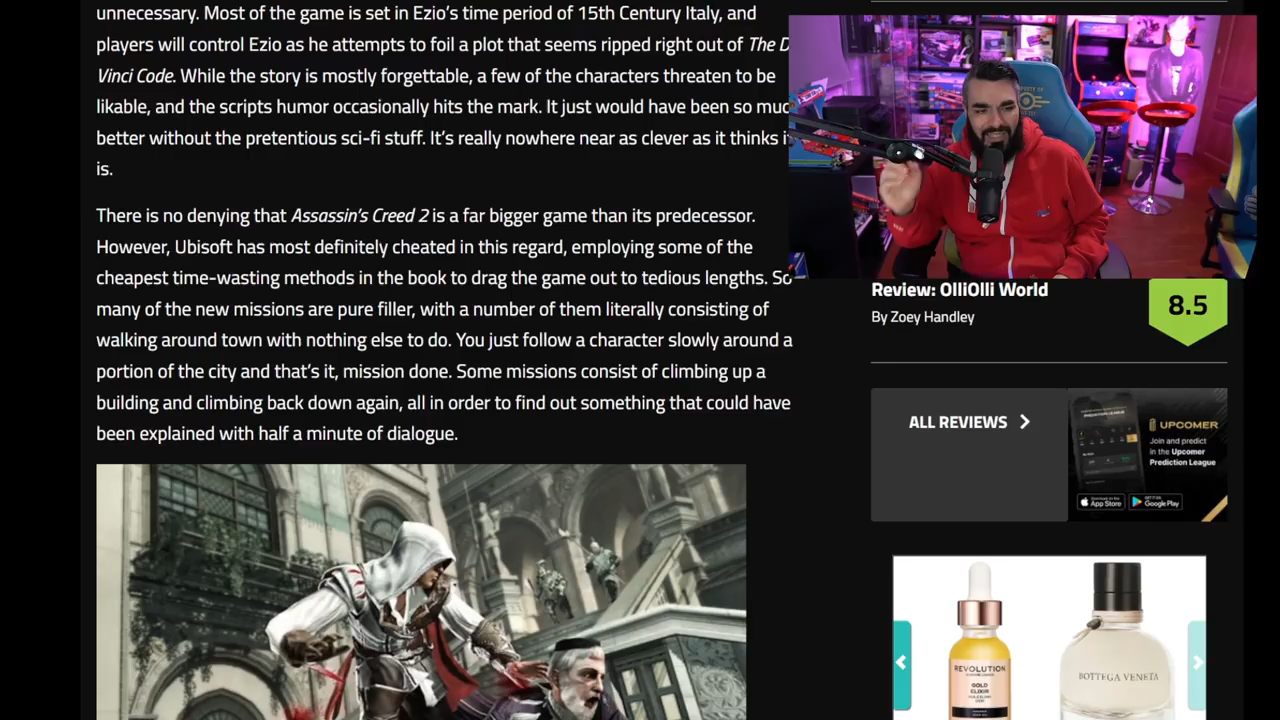 unnecessary. Most of the game is set in Ezio's time period of 15th Century Italy, and
players will control Ezio as he attempts to foil a plot that seems ripped right out of The D
Vinci Code. While the story is mostly forgettable, a few of the characters threaten to be
likable, and the scripts humor occasionally hits the mark. It just would have been so muc
better without the pretentious sci-fi stuff. It's really nowhere near as clever as it thinks i
is.
There is no denying that Assassin's Creed 2 is a far bigger game than its predecessor.
However, Ubisoft has most definitely cheated in this regard, employing some of the
cheapest time-wasting methods in the book to drag the game out to tedious lengths. So
many of the new missions are pure filler, with a number of them literally consisting of
walking around town with nothing else to do. You just follow a character slowly around a
portion of the city and that's it, mission done. Some missions consist of climbing up a
building and climbing back down again, all in order to find out something that could have
been explained with half a minute of dialogue.
Review: OlliOlli World
By Zoey Handley
8.5
ALL REVIEWS
UPCOMER
Join and predict
in the Upcomer
Prediction League
App Store
Google Play
REVOLUTION
GOLD
ELIXIR
BOTTEGA VENETA